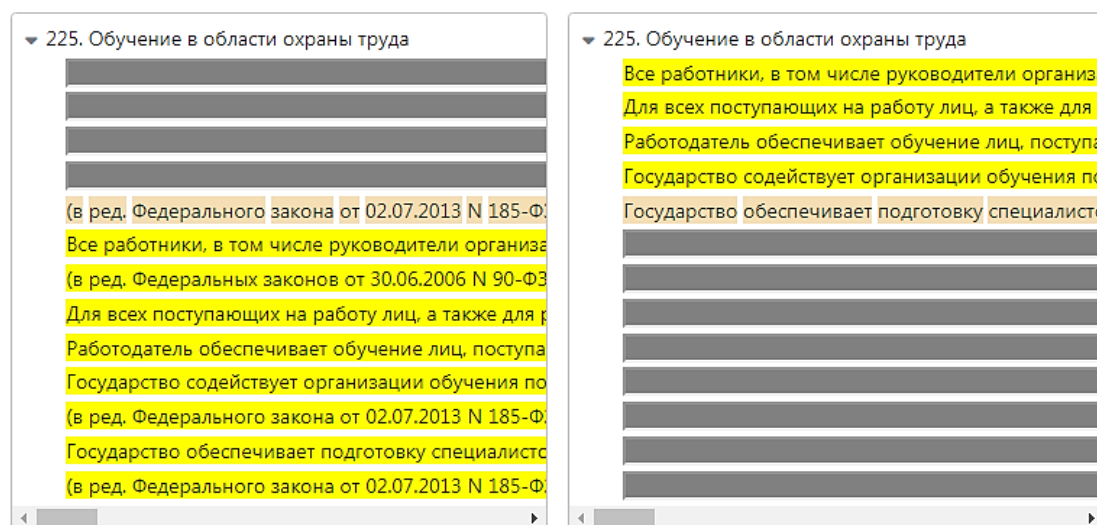 225. Обучение в области охраны труда
(в ред. Федерального закона от 02.07.2013 N 185-ФЗ
Все работники, в том числе руководители организа
(в ред. Федеральных законов от 30.06.2006 N 90-ФЗ
Для всех поступающих на работу лиц, а также для р
Работодатель обеспечивает обучение лиц, поступа
Государство содействует организации обучения по
(в ред. Федерального закона от 02.07.2013 N 185-ФЗ
Государство обеспечивает подготовку специалисто
(в ред. Федерального закона от 02.07.2013 N 185-ФЗ
225. Обучение в области охраны труда
Все работники, в том числе руководители организ
Для всех поступающих на работу лиц, а также для
Работодатель обеспечивает обучение лиц, поступа
Государство содействует организации обучения по
Государство обеспечивает подготовку специалисто